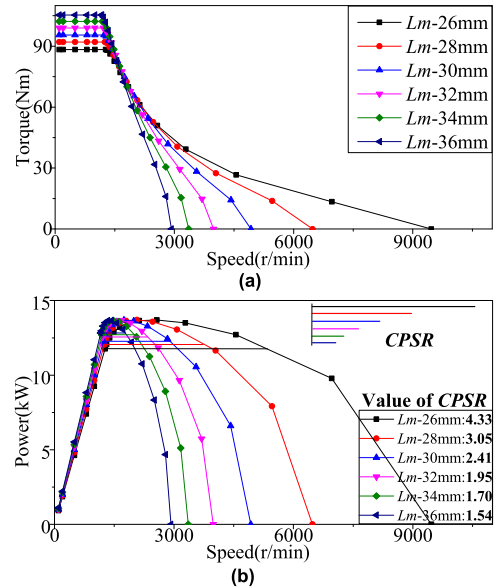 90
60
30
0
Torque(Nm)
Lm-26mm
Lm-28mm
Lm-30mm
Lm-32mm
Lm-34mm
Lm-36mm
0 3000 6000 9000
Speed(r/min)
(a)
15
10
5
0
Power(kW)
CPSR
Value of CPSR
Lm-26mm:4.33
Lm-28mm:3.05
Lm-30mm:2.41
Lm-32mm:1.95
Lm-34mm:1.70
Lm-36mm:1.54
0 3000 6000 9000
Speed(r/min)
(b)